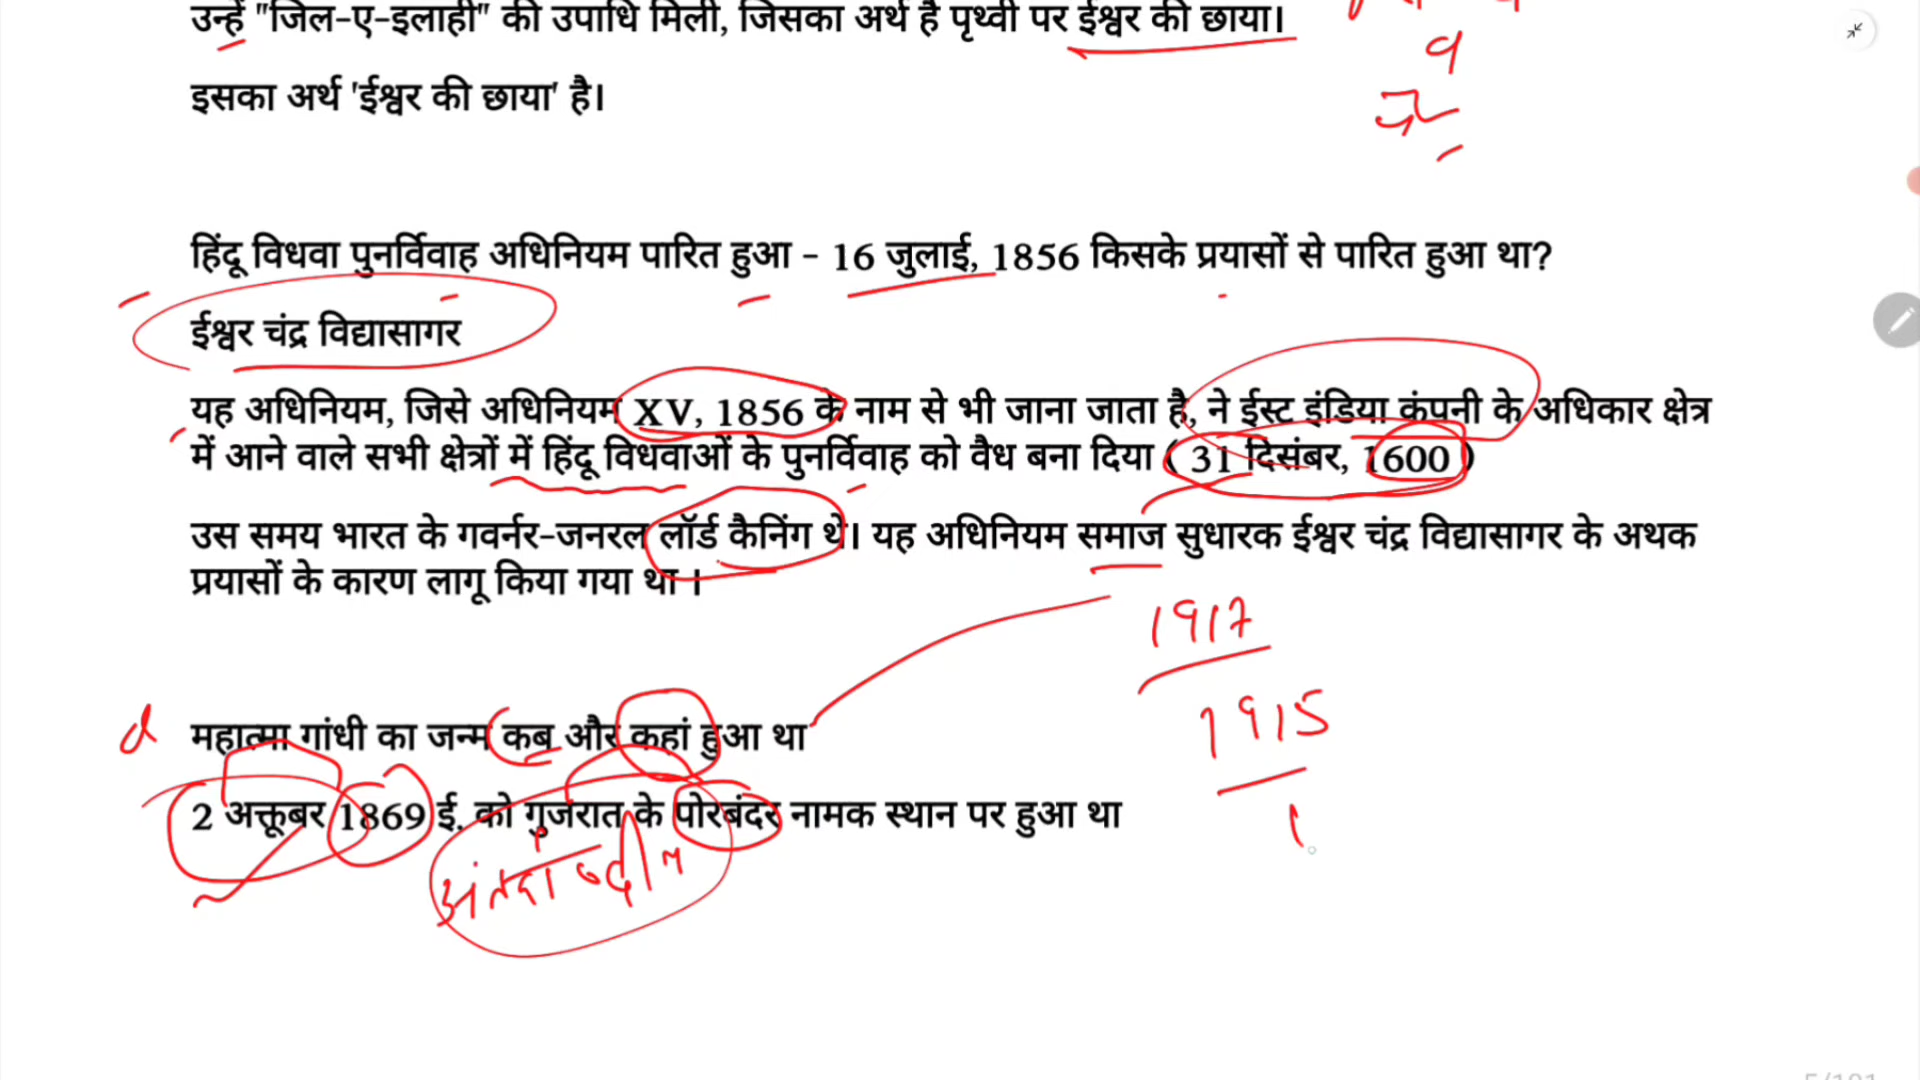 उन्हें "जिल-ए-इलाही" की उपाधि मिली, जिसका अर्थ है पृथ्वी पर ईश्वर की छाया।
इसका अर्थ 'ईश्वर की छाया' है।
हिंदू विधवा पुनर्विवाह अधिनियम पारित हुआ - 16 जुलाई, 1856 किसके प्रयासों से पारित हुआ था?
ईश्वर चंद्र विद्यासागर
यह अधिनियम, जिसे अधिनियम XV, 1856 के नाम से भी जाना जाता है, ने ईस्ट इंडिया कंपनी के अधिकार क्षेत्र
में आने वाले सभी क्षेत्रों में हिंदू विधवाओं के पुनर्विवाह को वैध बना दिया ( 31 दिसंबर, 1600 )
उस समय भारत के गवर्नर-जनरल लॉर्ड कैनिंग थे। यह अधिनियम समाज सुधारक ईश्वर चंद्र विद्यासागर के अथक
प्रयासों के कारण लागू किया गया था ।
1917
1915
महात्मा गांधी का जन्म कब और कहां हुआ था
2 अक्तूबर 1869 ई. को गुजरात के पोरबंदर नामक स्थान पर हुआ था